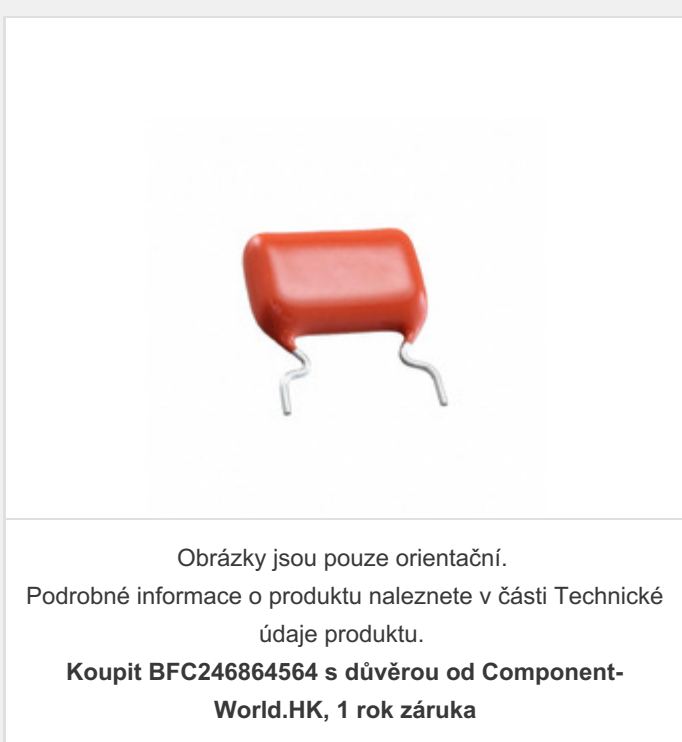 Obrázky jsou pouze orientační.
Podrobné informace o produktu naleznete v části Technické
údaje produktu.
Koupit BFC246864564 s důvěrou od Component-
World.HK, 1 rok záruka